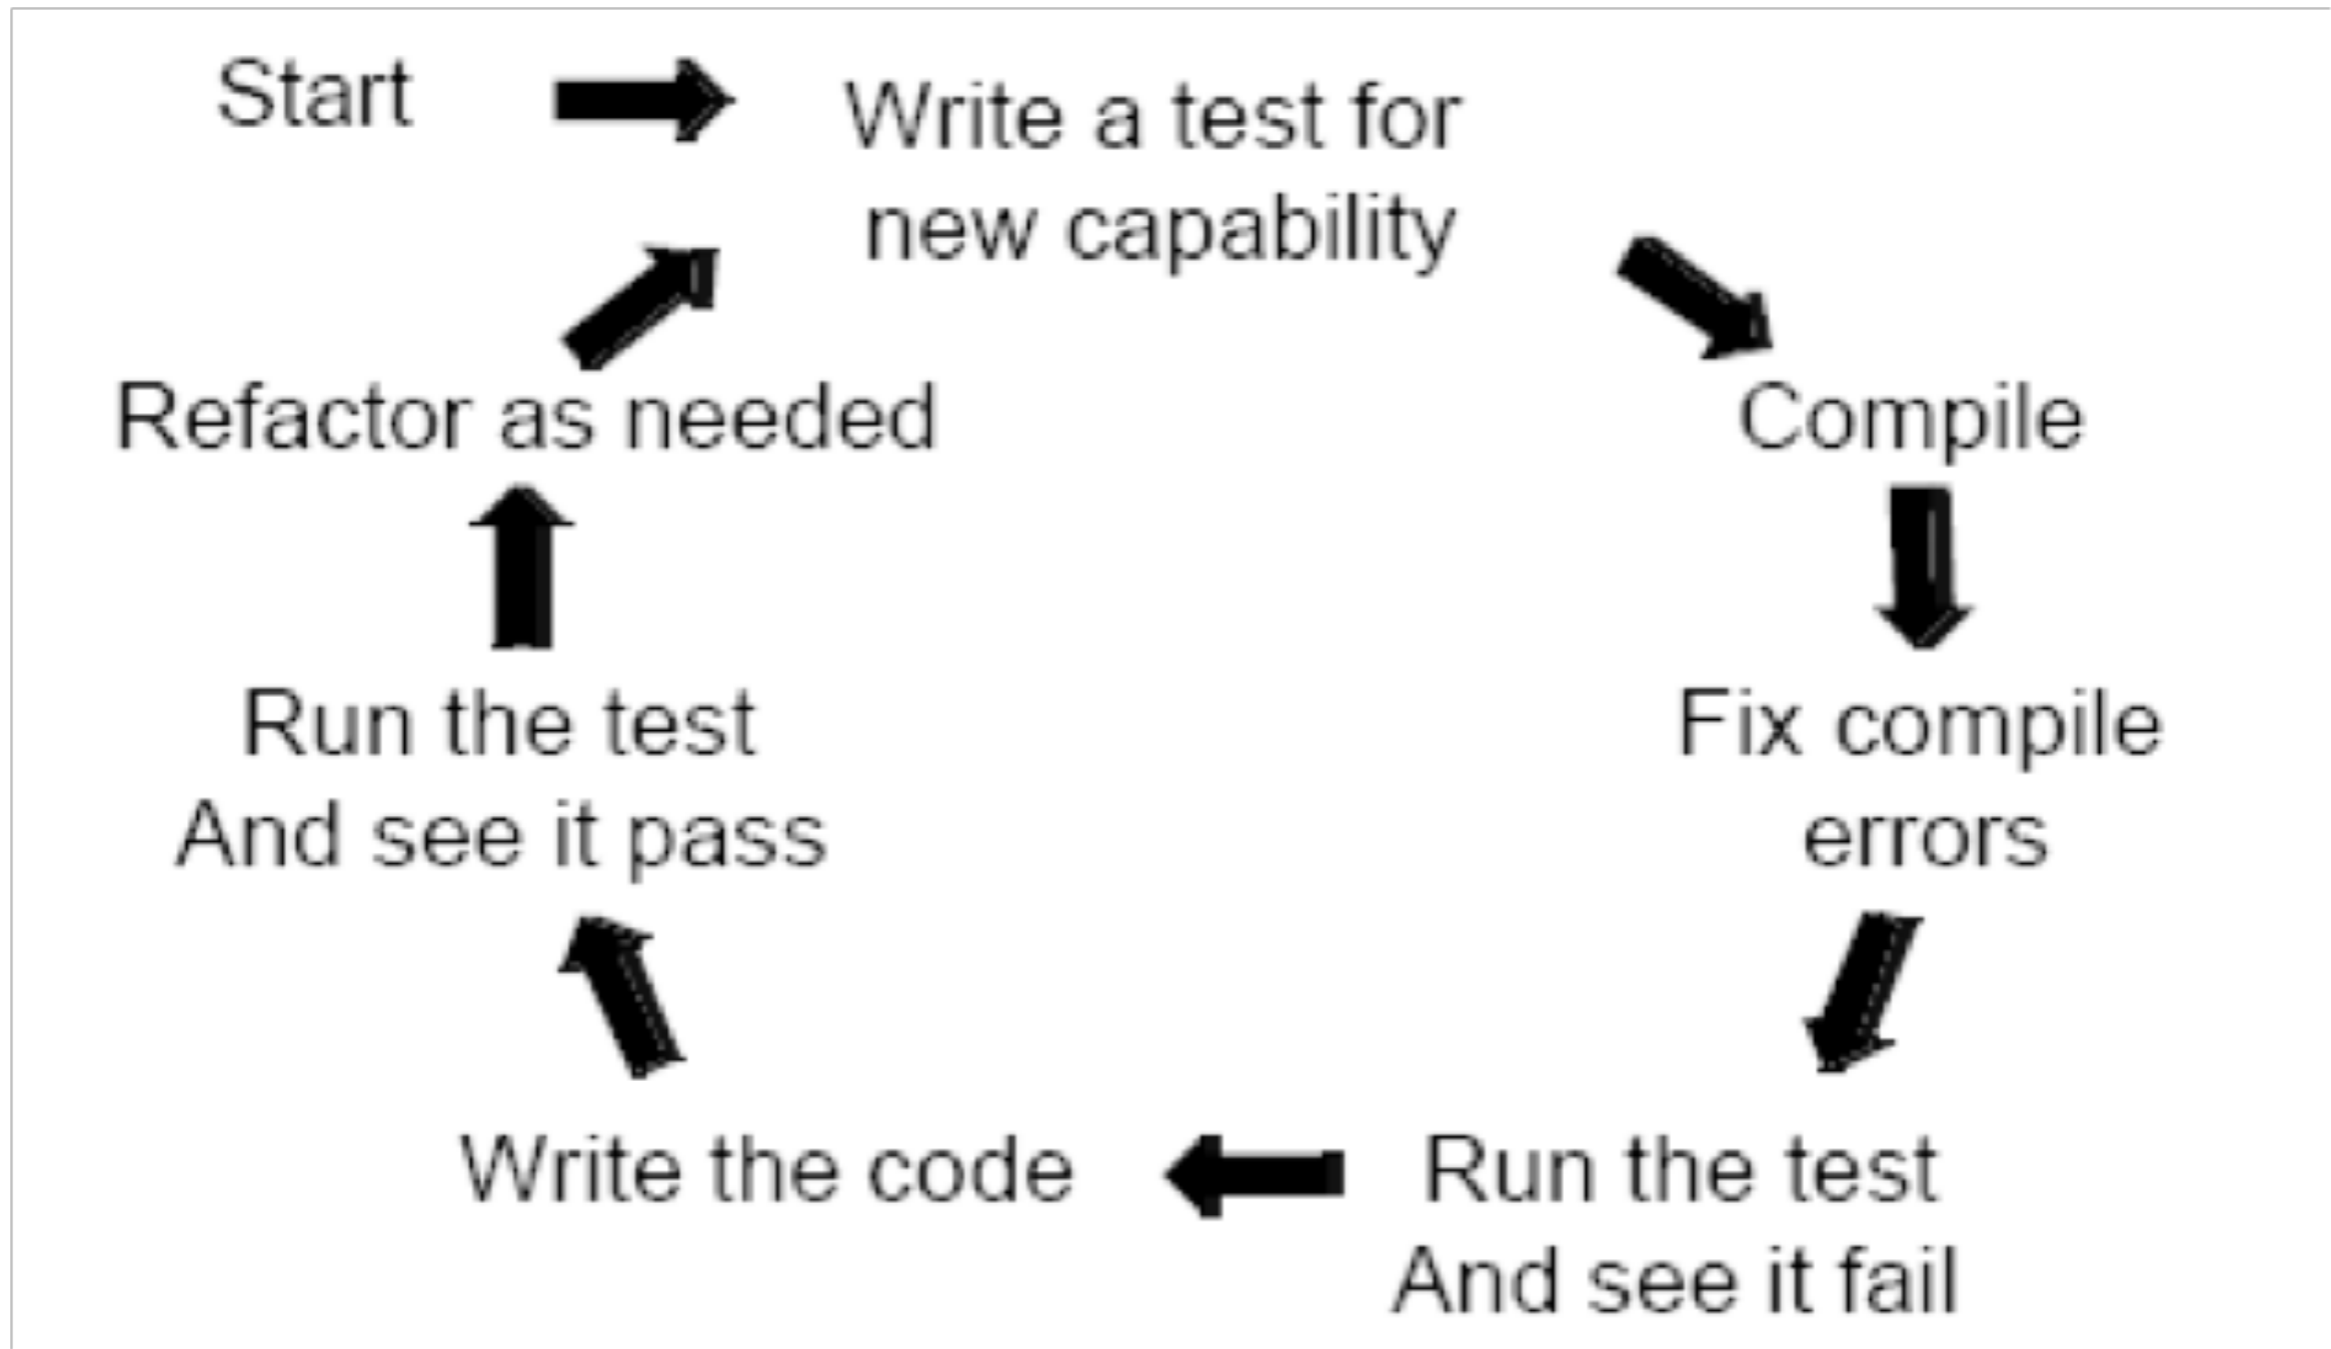 Start
Write a test for
new capability
Compile
Fix compile
errors
Run the test
And see it fail
Write the code
Run the test
And see it pass
Refactor as needed